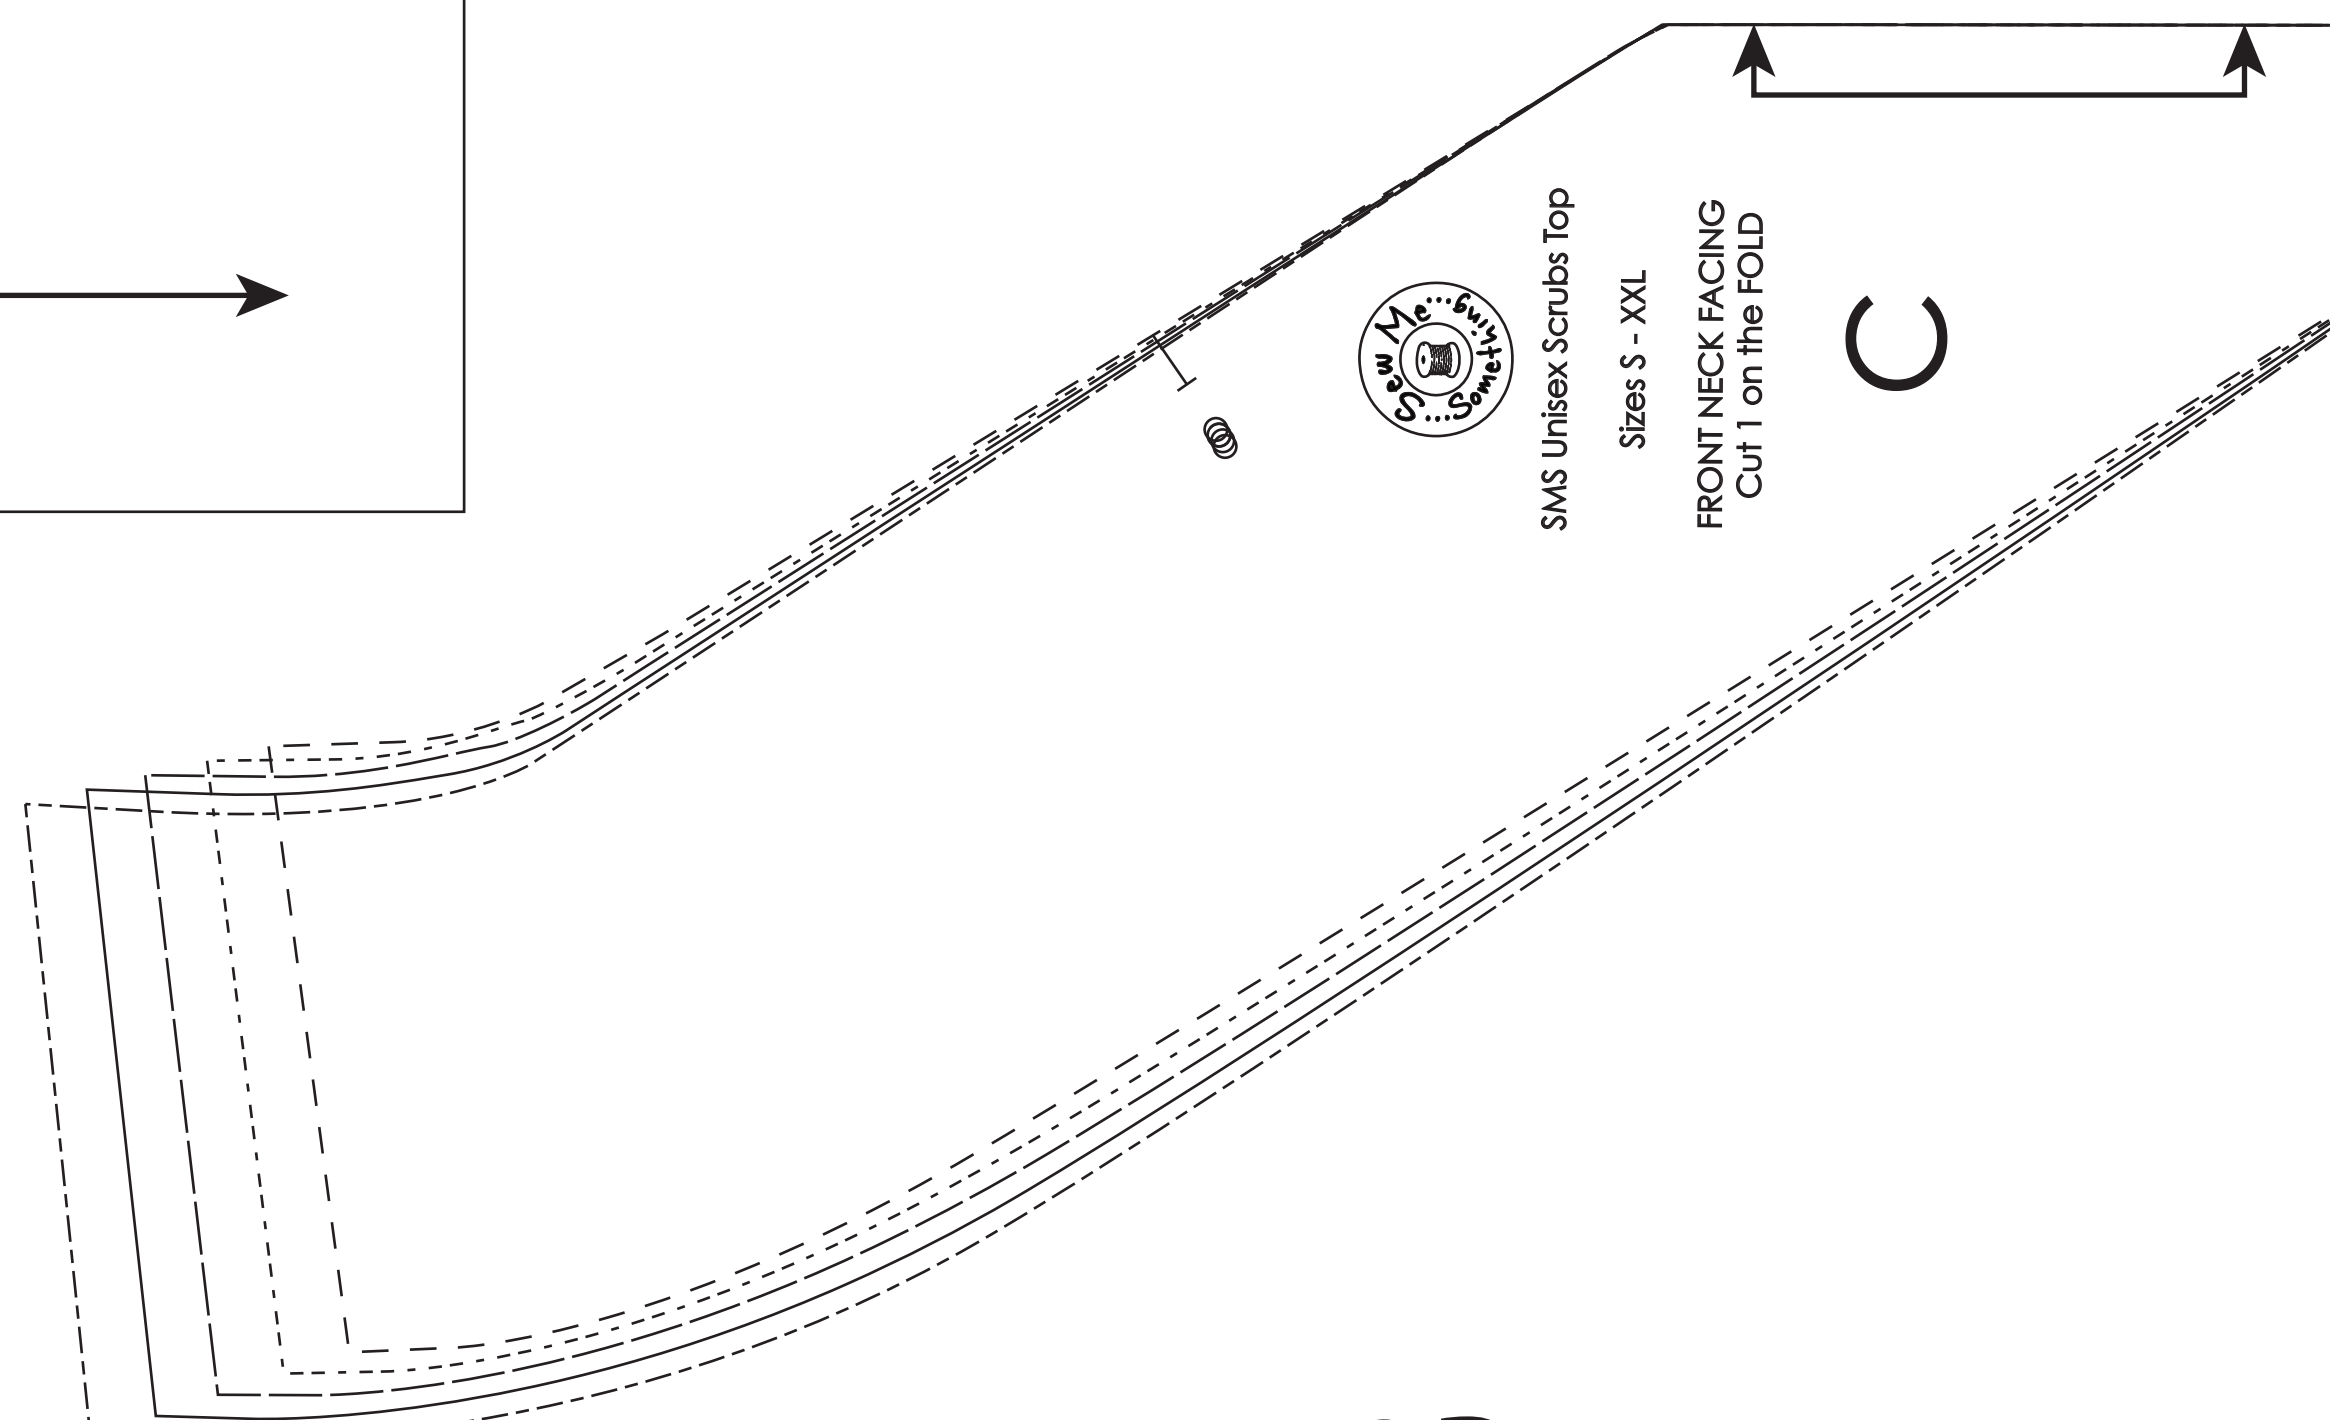 Sew Me...Something...
SMS Unisex Scrubs Top
Sizes S - XXL
FRONT NECK FACING
Cut 1 on the FOLD
C